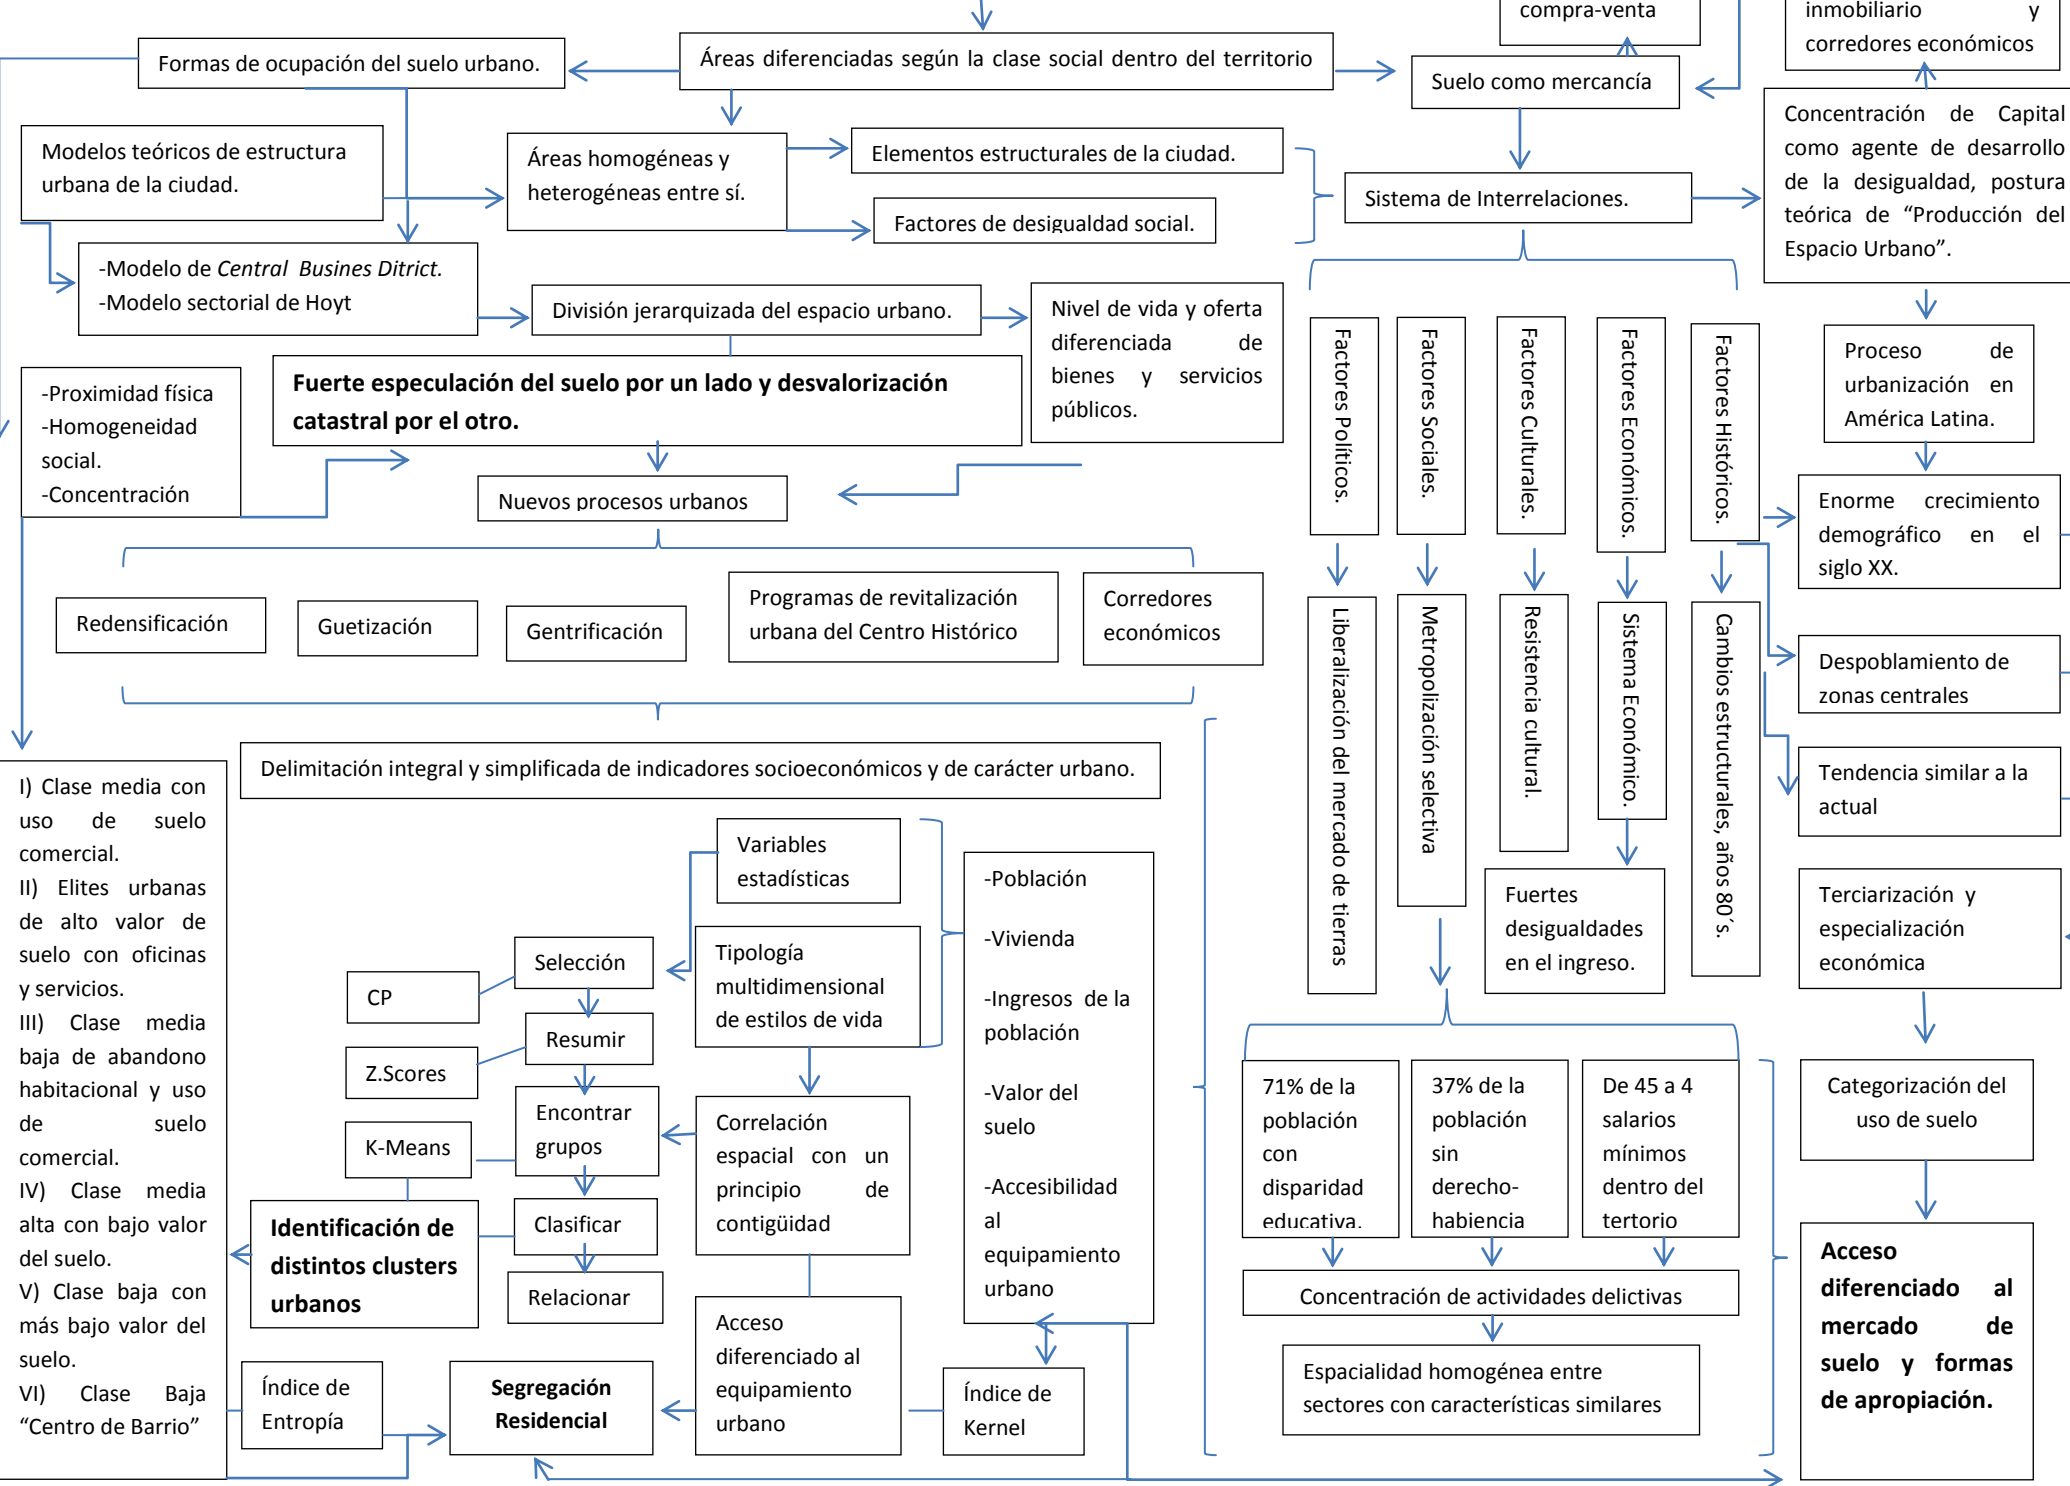 compra-venta
inmobiliario y
corredores económicos
Formas de ocupación del suelo urbano.
Áreas diferenciadas según la clase social dentro del territorio
Suelo como mercancía
Modelos teóricos de estructura
urbana de la ciudad.
Áreas homogéneas y
heterogéneas entre sí.
Elementos estructurales de la ciudad.
Factores de desigualdad social.
Sistema de Interrelaciones.
Concentración de Capital
como agente de desarrollo
de la desigualdad, postura
teórica de “Producción del
Espacio Urbano”.
-Modelo de Central Busines Ditrict.
-Modelo sectorial de Hoyt
División jerarquizada del espacio urbano.
Nivel de vida y oferta
diferenciada de
bienes y servicios
públicos.
Proceso de
urbanización en
América Latina.
-Proximidad física
-Homogeneidad
social.
-Concentración
Fuerte especulación del suelo por un lado y desvalorización
catastral por el otro.
Factores Políticos.
Factores Sociales.
Factores Culturales.
Factores Económicos.
Factores Históricos.
Nuevos procesos urbanos
Enorme crecimiento
demográfico en el
siglo XX.
Redensificación
Guetización
Gentrificación
Programas de revitalización
urbana del Centro Histórico
Corredores
económicos
Liberalización del mercado de tierras
Metropolización selectiva
Resistencia cultural.
Sistema Económico.
Cambios estructurales, años 80´s.
Despoblamiento de
zonas centrales
Delimitación integral y simplificada de indicadores socioeconómicos y de carácter urbano.
Tendencia similar a la
actual
I) Clase media con
uso de suelo
comercial.
II) Elites urbanas
de alto valor de
suelo con oficinas
y servicios.
III) Clase media
baja de abandono
habitacional y uso
de suelo
comercial.
IV) Clase media
alta con bajo valor
del suelo.
V) Clase baja con
más bajo valor del
suelo.
VI) Clase Baja
“Centro de Barrio”
Variables
estadísticas
-Población
-Vivienda
-Ingresos de la
población
-Valor del
suelo
-Accesibilidad
al
equipamiento
urbano
Fuertes
desigualdades
en el ingreso.
Terciarización y
especialización
económica
Selección
Tipología
multidimensional
de estilos de vida
CP
Resumir
Z.Scores
Encontrar
grupos
Correlación
espacial con un
principio de
contigüidad
K-Means
Identificación de
distintos clusters
urbanos
Clasificar
Relacionar
71% de la
población
con
disparidad
educativa.
37% de la
población
sin
derecho-
habiencia
De 45 a 4
salarios
mínimos
dentro del
tertorio
Categorización del
uso de suelo
Concentración de actividades delictivas
Acceso
diferenciado al
mercado de
suelo y formas
de apropiación.
Acceso
diferenciado al
equipamiento
urbano
Índice de
Entropía
Segregación
Residencial
Índice de
Kernel
Espacialidad homogénea entre
sectores con características similares